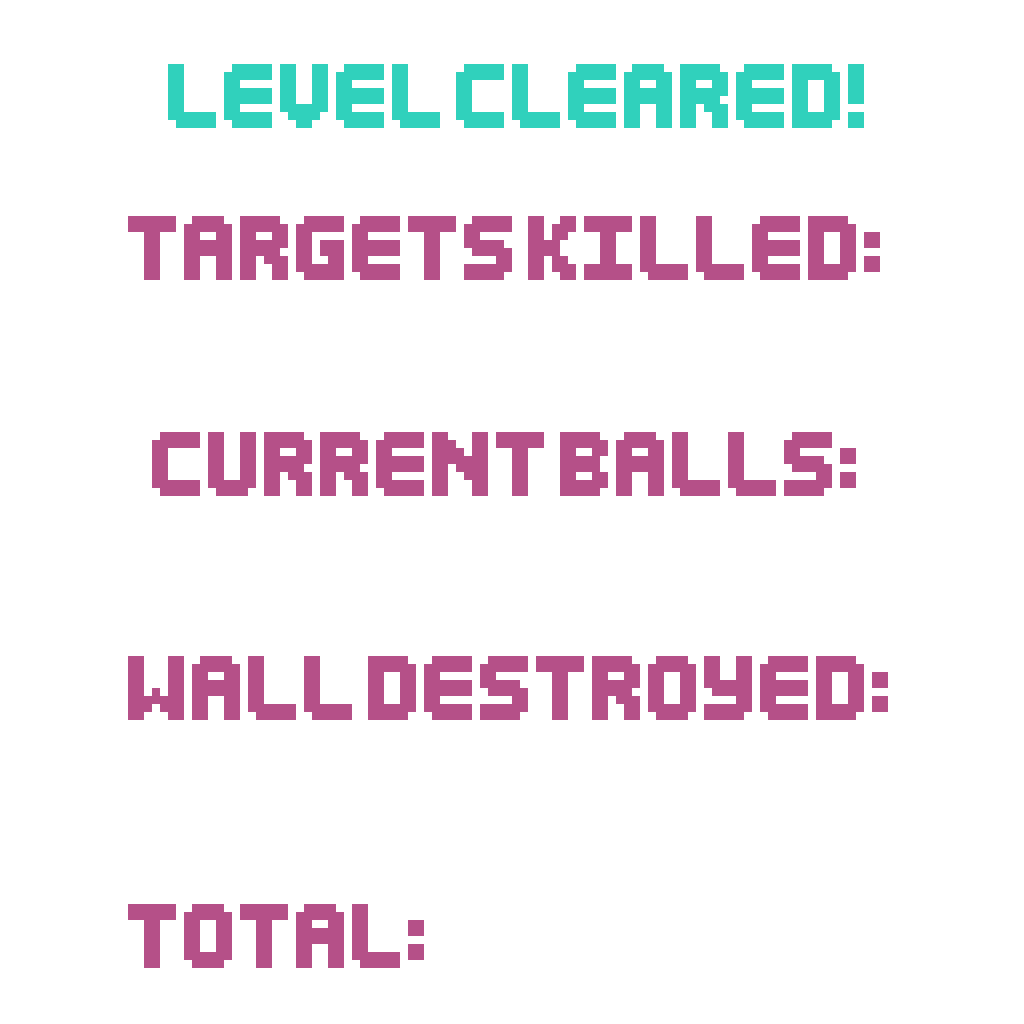 LEVEL CLEARED!
TARGETS KILLED:
CURRENT BALLS:
WALL DESTROYED:
TOTAL: